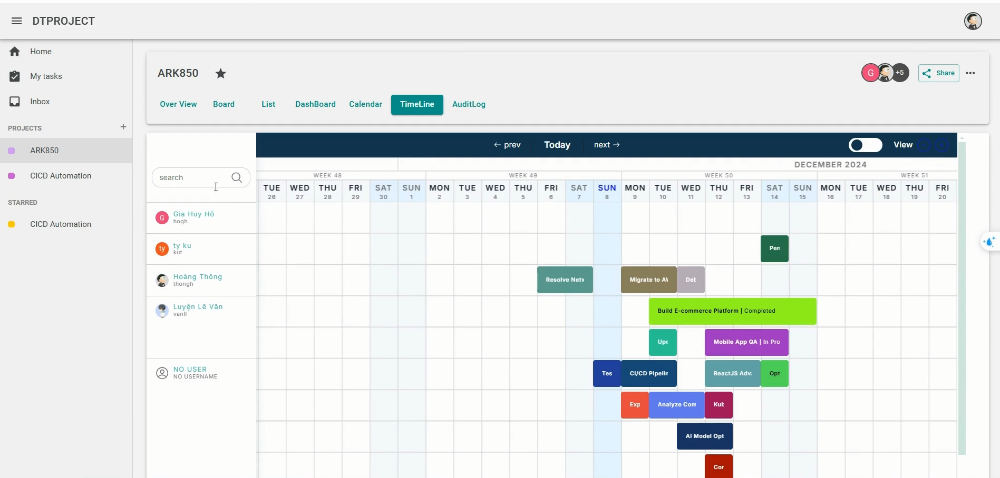 DTPROJECT
Home
My tasks
Inbox
PROJECTS
ARK850
CICD Automation
STARRED
CICD Automation
ARK850
G
+5
Share
Over View Board List DashBoard Calendar TimeLine AuditLog
← prev Today next → View
DECEMBER 2024
search
WEEK 48 WEEK 49 WEEK 50 WEEK 51
TUE WED THU FRI SAT SUN MON TUE WED THU FRI SAT SUN MON TUE WED THU FRI SAT SUN MON TUE WED THU FRI
26 27 28 29 30 1 2 3 4 5 6 7 8 9 10 11 12 13 14 15 16 17 18 19 20
G Gia Huy Hồ
hogh
ty ty ku
kut
Pen
Hoàng Thông
thongh
Resolve Netw Migrate to AW Deb
Luyện Lê Văn
vanll
Build E-commerce Platform | Completed
Upd Mobile App QA | In Pro
NO USER
NO USERNAME
Tes CI/CD Pipelin ReactJS Adva Opt
Exp Analyze Com Kub
AI Model Opt
Cor